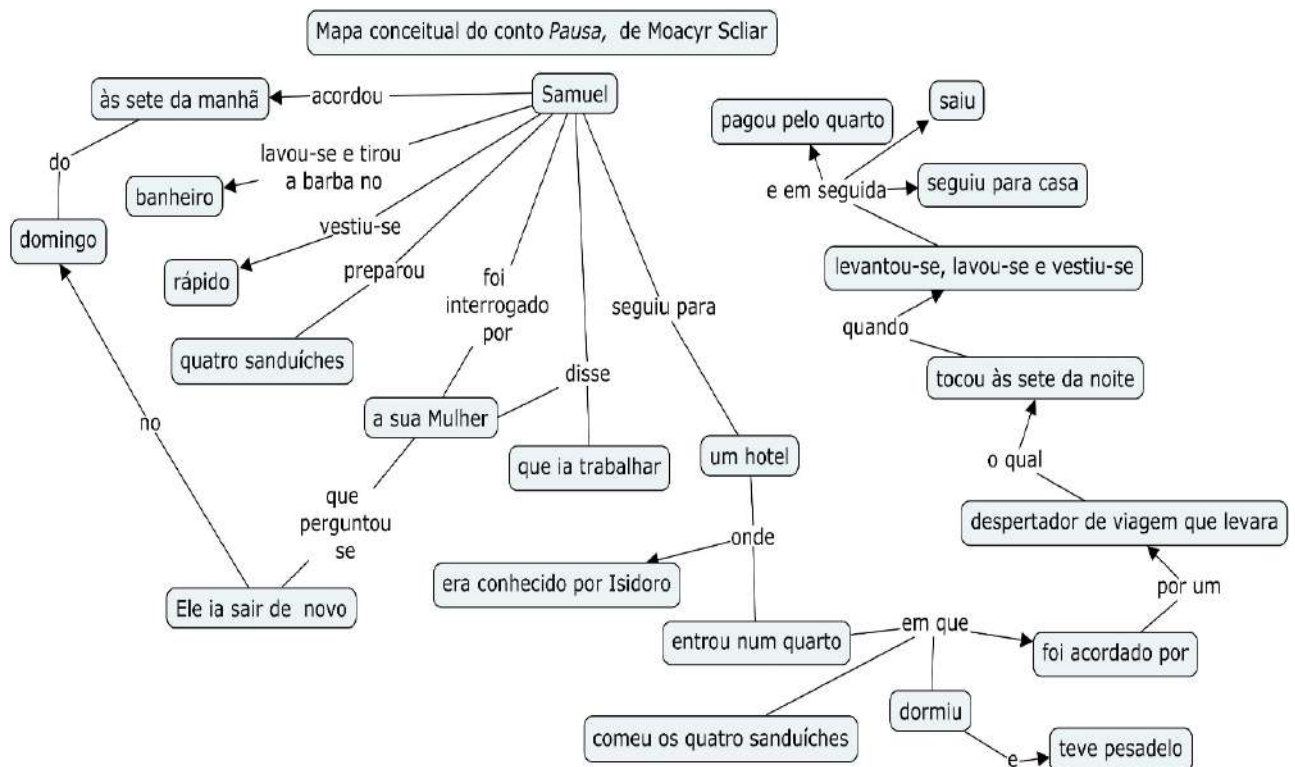 Mapa conceitual do conto Pausa, de Moacyr Scliar
Samuel
acordou
às sete da manhã
do
domingo
lavou-se e tirou
a barba no
banheiro
vestiu-se
rápido
preparou
quatro sanduíches
foi
interrogado
por
a sua Mulher
disse
que ia trabalhar
que
perguntou
se
Ele ia sair de novo
no
seguiu para
um hotel
onde
era conhecido por Isidoro
entrou num quarto
em que
comeu os quatro sanduíches
dormiu
e
teve pesadelo
foi acordado por
por um
despertador de viagem que levara
o qual
tocou às sete da noite
quando
levantou-se, lavou-se e vestiu-se
e em seguida
pagou pelo quarto
saiu
seguiu para casa